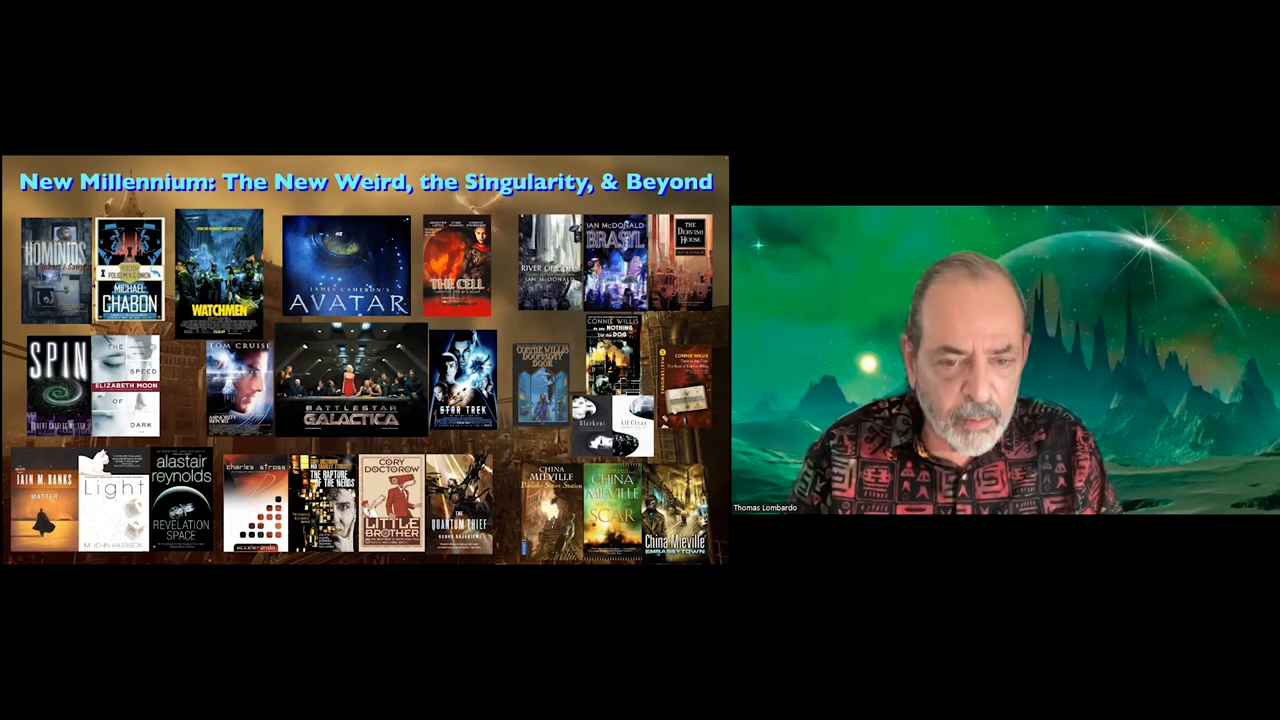 New Millennium: The New Weird, the Singularity, & Beyond
HOMINIDS
Robert J. Sawyer
MICHAEL
CHABON
WATCHMEN
JAMES CAMERON'S
AVATAR
THE CELL
RIVER OF GODS
IAN McDONALD
IAN McDONALD
BRASYL
THE
DERVISH
HOUSE
SPIN
ROBERT CHARLES WILSON
THE
SPEED
ELIZABETH MOON
OF
DARK
TOM CRUISE
MINORITY
REPORT
BATTLESTAR
GALACTICA
STAR TREK
CONNIE WILLIS
DOOMSDAY
BOOK
CONNIE WILLIS
to say NOTHING
of the
DOG
CONNIE WILLIS
Blackout
All Clear
IAIN M. BANKS
MATTER
Light
M. JOHN HARRISON
alastair
reynolds
REVELATION
SPACE
charles stross
accelerando
THE RAPTURE
OF THE NERDS
CORY
DOCTOROW
LITTLE
BROTHER
THE
QUANTUM THIEF
HANNU RAJANIEMI
CHINA
MIÉVILLE
Perdido Street Station
CHINA
MIÉVILLE
SCAR
China Miéville
EMBASSYTOWN
Thomas Lombardo